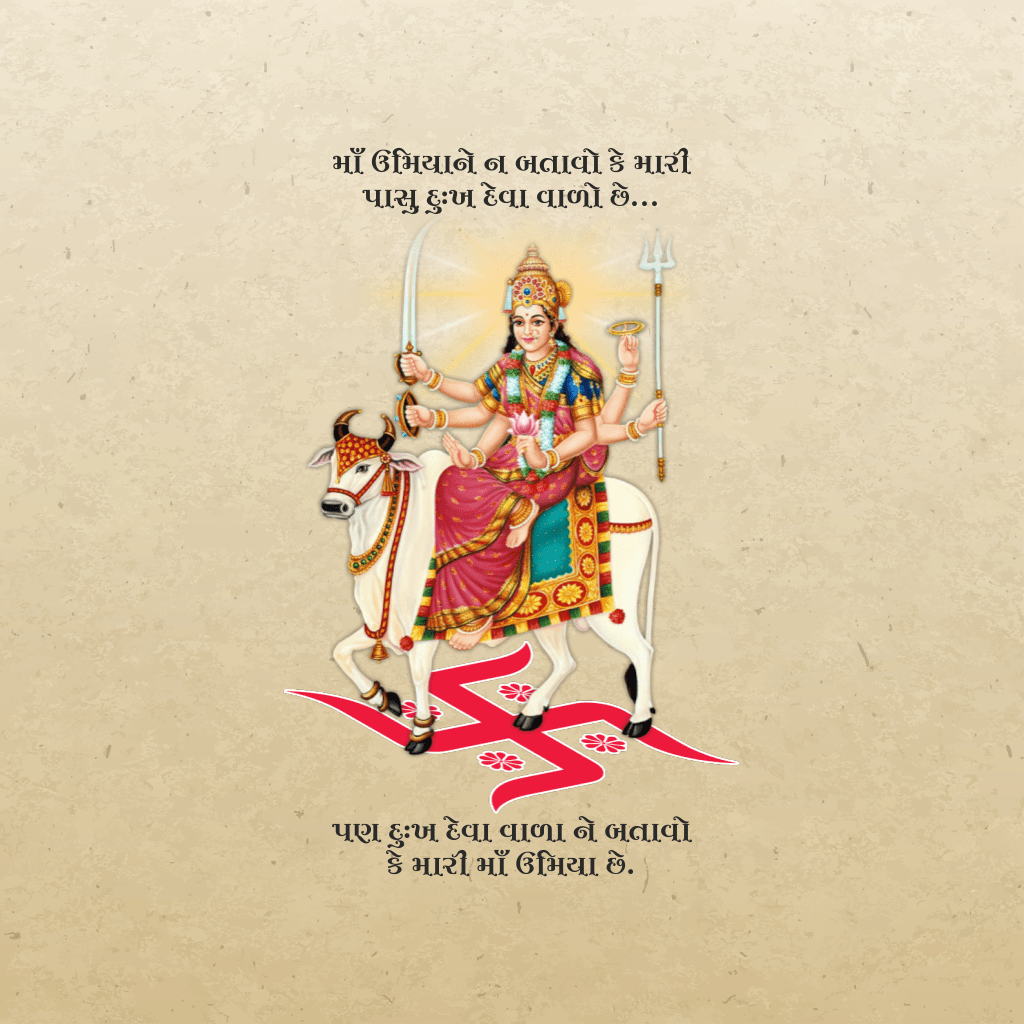 માઁ ઉમિયાને ન બતાવો કે મારી
પાસુ દુઃખ દેવા વાળો છે...
પણ દુઃખ દેવા વાળા ને બતાવો
કે મારી માઁ ઉમિયા છે.